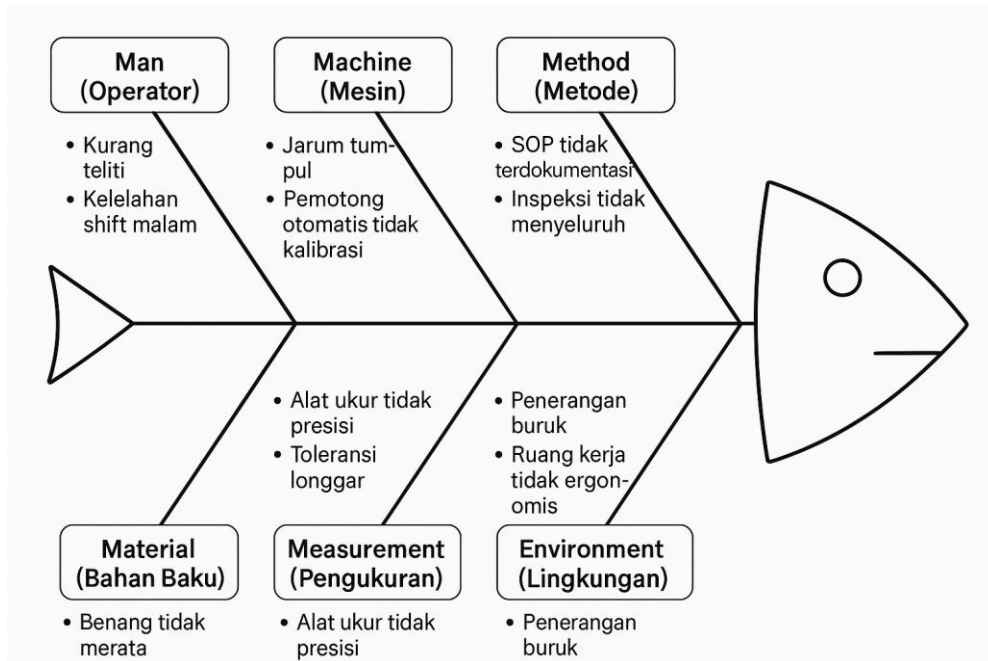 Man
(Operator)
• Kurang
teliti
• Kelelahan
shift malam
Machine
(Mesin)
• Jarum tum-
pul
• Pemotong
otomatis tidak
kalibrasi
Method
(Metode)
• SOP tidak
terdokumentasi
• Inspeksi tidak
menyeluruh
• Alat ukur tidak
presisi
• Toleransi
longgar
• Penerangan
buruk
• Ruang kerja
tidak ergon-
omis
Material
(Bahan Baku)
• Benang tidak
merata
Measurement
(Pengukuran)
• Alat ukur tidak
presisi
Environment
(Lingkungan)
• Penerangan
buruk